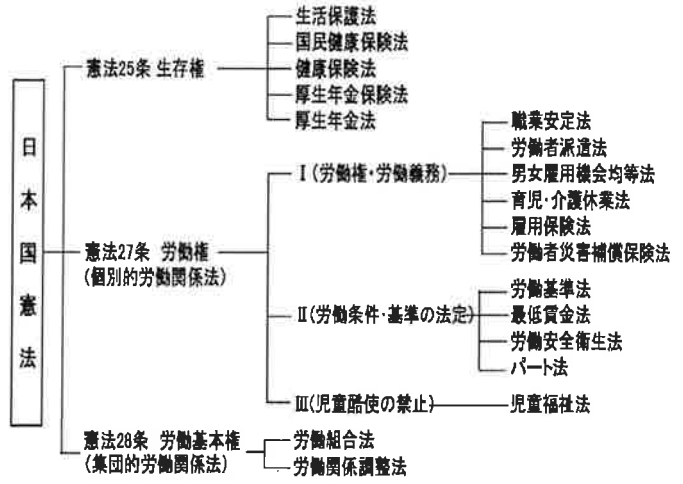 日本国憲法
憲法25条 生存権
生活保護法
国民健康保険法
健康保険法
厚生年金保険法
厚生年金法
憲法27条 労働権
(個別的労働関係法)
Ⅰ(労働権・労働義務)
職業安定法
労働者派遣法
男女雇用機会均等法
育児・介護休業法
雇用保険法
労働者災害補償保険法
Ⅱ(労働条件・基準の法定)
労働基準法
最低賃金法
労働安全衛生法
パート法
Ⅲ(児童酷使の禁止)
児童福祉法
憲法28条 労働基本権
(集団的労働関係法)
労働組合法
労働関係調整法